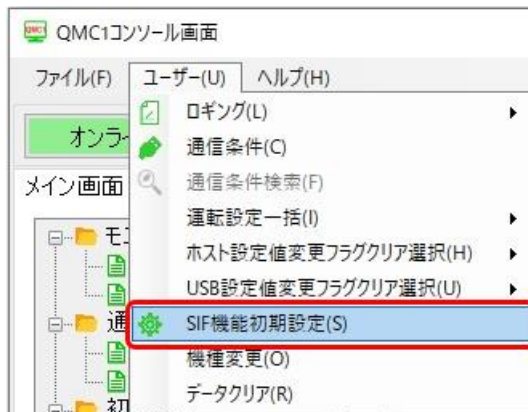 QMC1コンソール画面
ファイル(F) ユーザー(U) ヘルプ(H)
ロギング(L)
オンラ
通信条件(C)
メイン画面
通信条件検索(F)
運転設定一括(I)
モ
ホスト設定値変更フラグクリア選択(H)
USB設定値変更フラグクリア選択(U)
通
SIF機能初期設定(S)
機種変更(O)
データクリア(R)
初